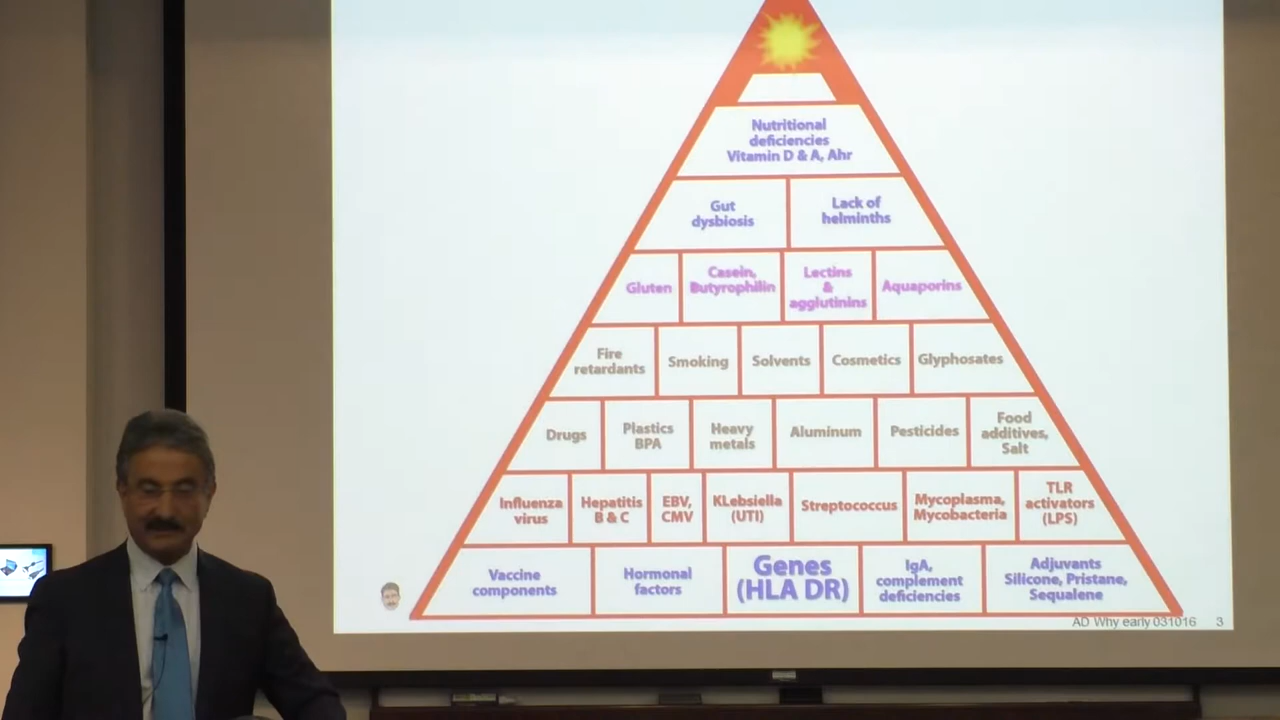 Nutritional
deficiencies
Vitamin D & A, Ahr
Gut
dysbiosis
Lack of
helminths
Gluten
Casein,
Butyrophilin
Lectins
&
agglutinins
Aquaporins
Fire
retardants
Smoking
Solvents
Cosmetics
Glyphosates
Drugs
Plastics
BPA
Heavy
metals
Aluminum
Pesticides
Food
additives,
Salt
Influenza
virus
Hepatitis
B & C
EBV,
CMV
KLebsiella
(UTI)
Streptococcus
Mycoplasma,
Mycobacteria
TLR
activators
(LPS)
Vaccine
components
Hormonal
factors
Genes
(HLA DR)
IgA,
complement
deficiencies
Adjuvants
Silicone, Pristane,
Sequalene
AD Why early 031016 3